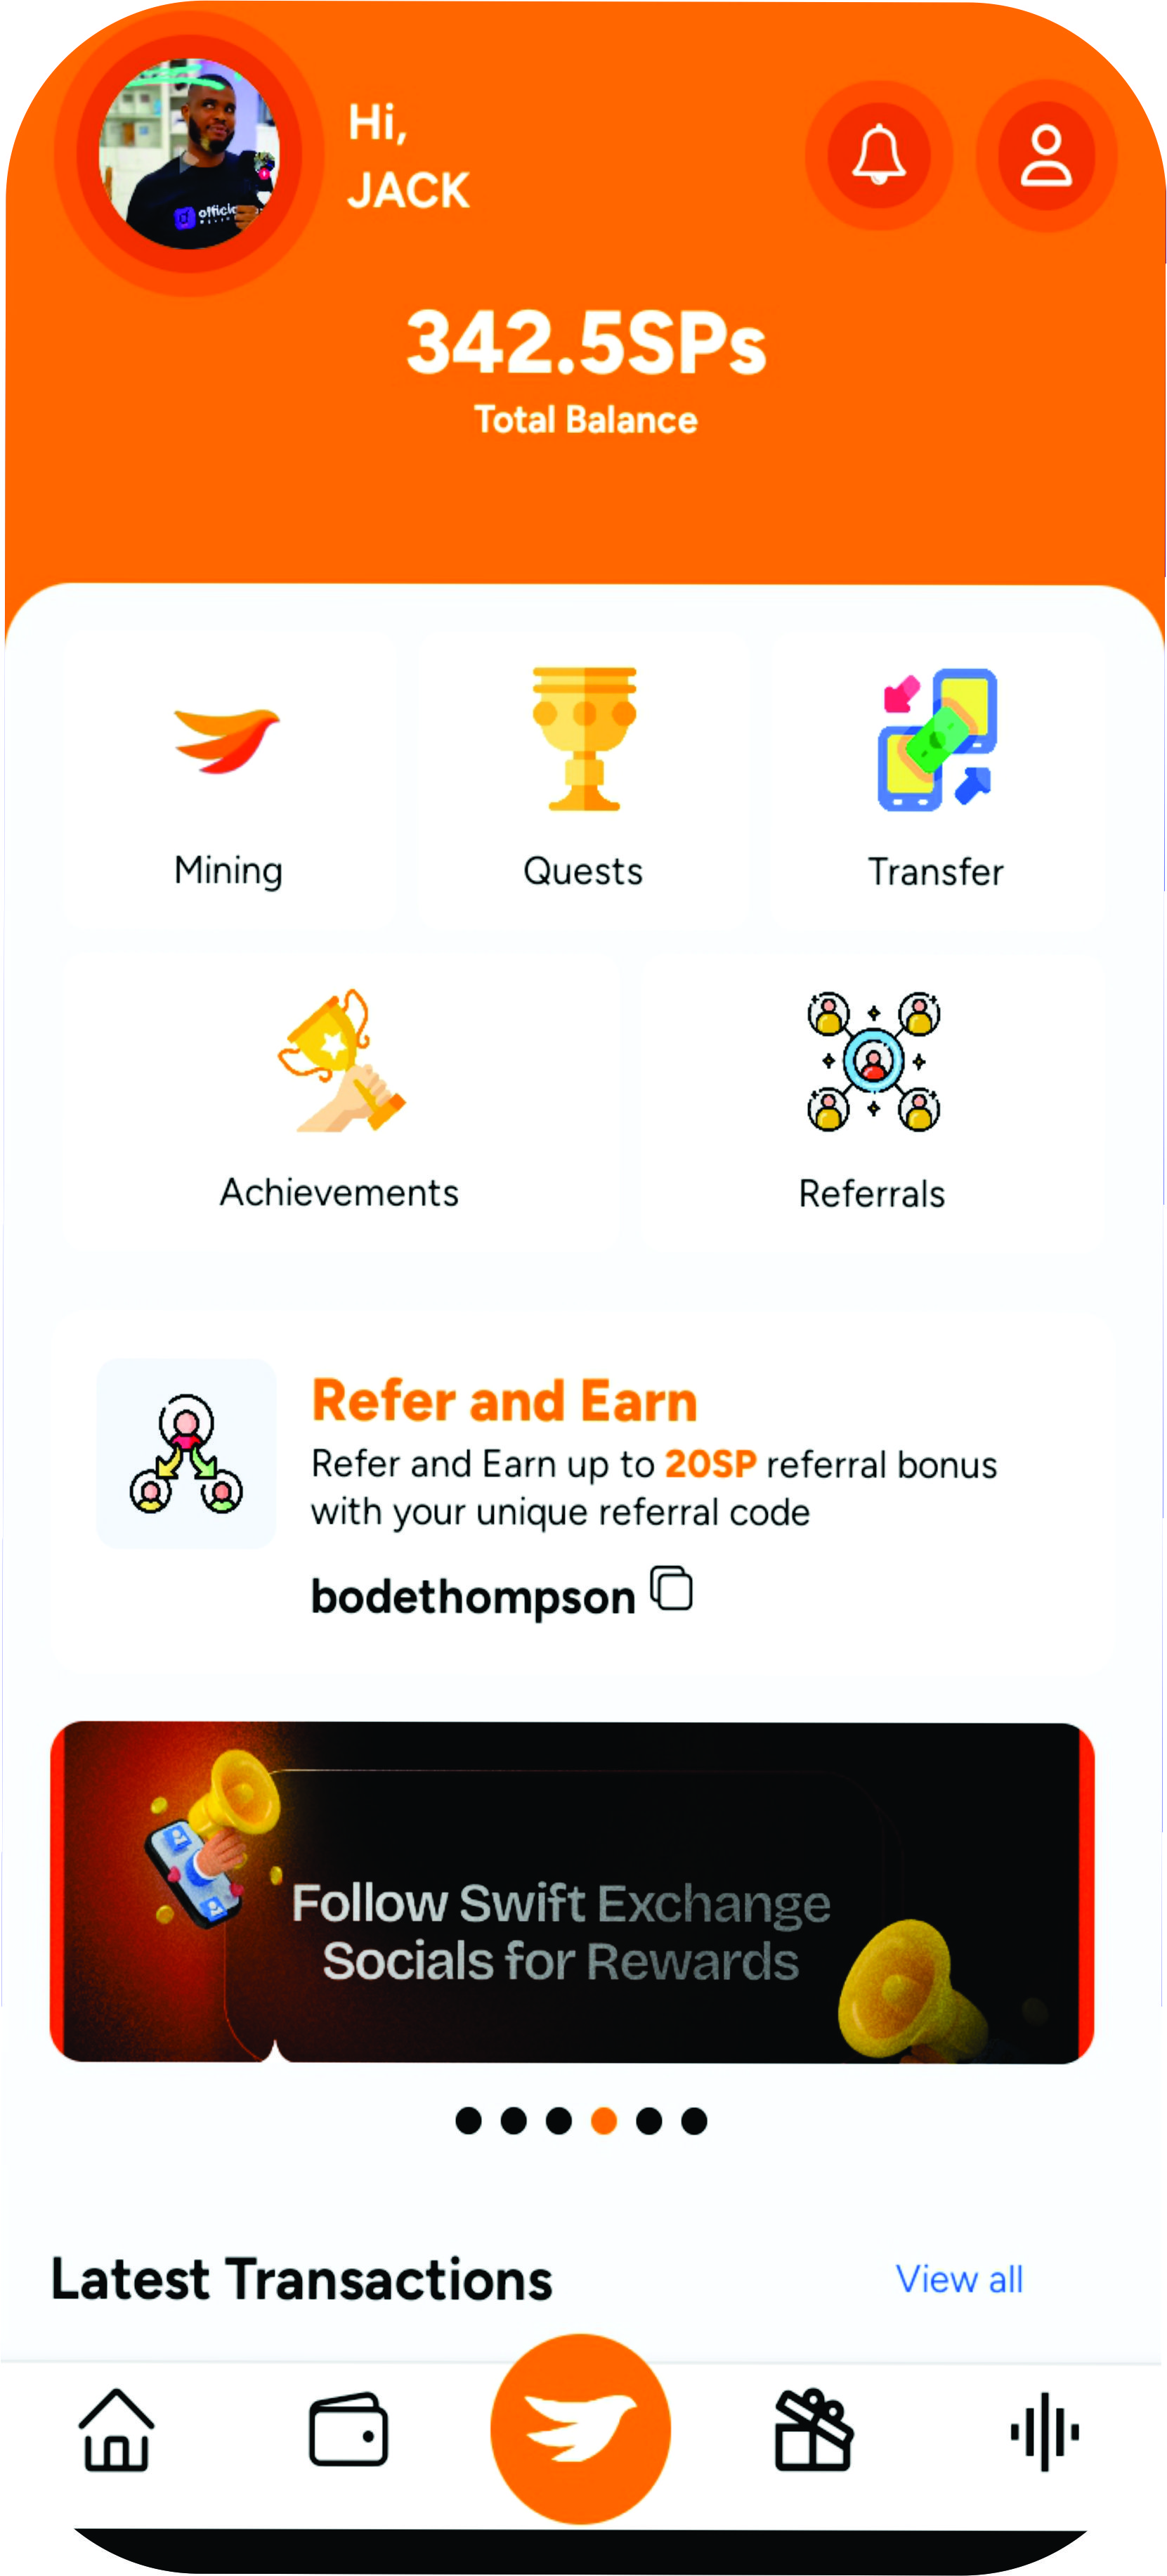 Hi,
JACK
342.5SPs
Total Balance
Mining
Quests
Transfer
Achievements
Referrals
Refer and Earn
Refer and Earn up to 20SP referral bonus
with your unique referral code
bodethompson
Follow Swift Exchange
Socials for Rewards
Latest Transactions
View all